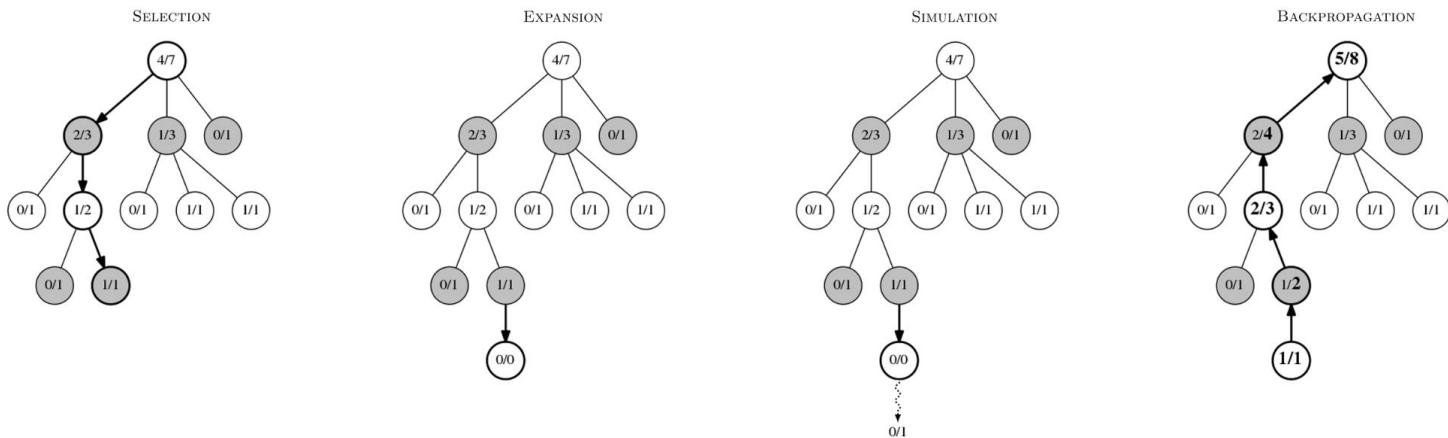 SELECTION EXPANSION SIMULATION BACKPROPAGATION
4/7 4/7 4/7 5/8
2/3 1/3 0/1 2/3 1/3 0/1 2/3 1/3 0/1 2/4 1/3 0/1
0/1 1/2 0/1 1/1 1/1 0/1 1/2 0/1 1/1 1/1 0/1 1/2 0/1 1/1 1/1 0/1 2/3 0/1 1/1 1/1
0/1 1/1 0/1 1/1 0/1 1/1 0/1 1/2
0/0 0/0 1/1
0/1